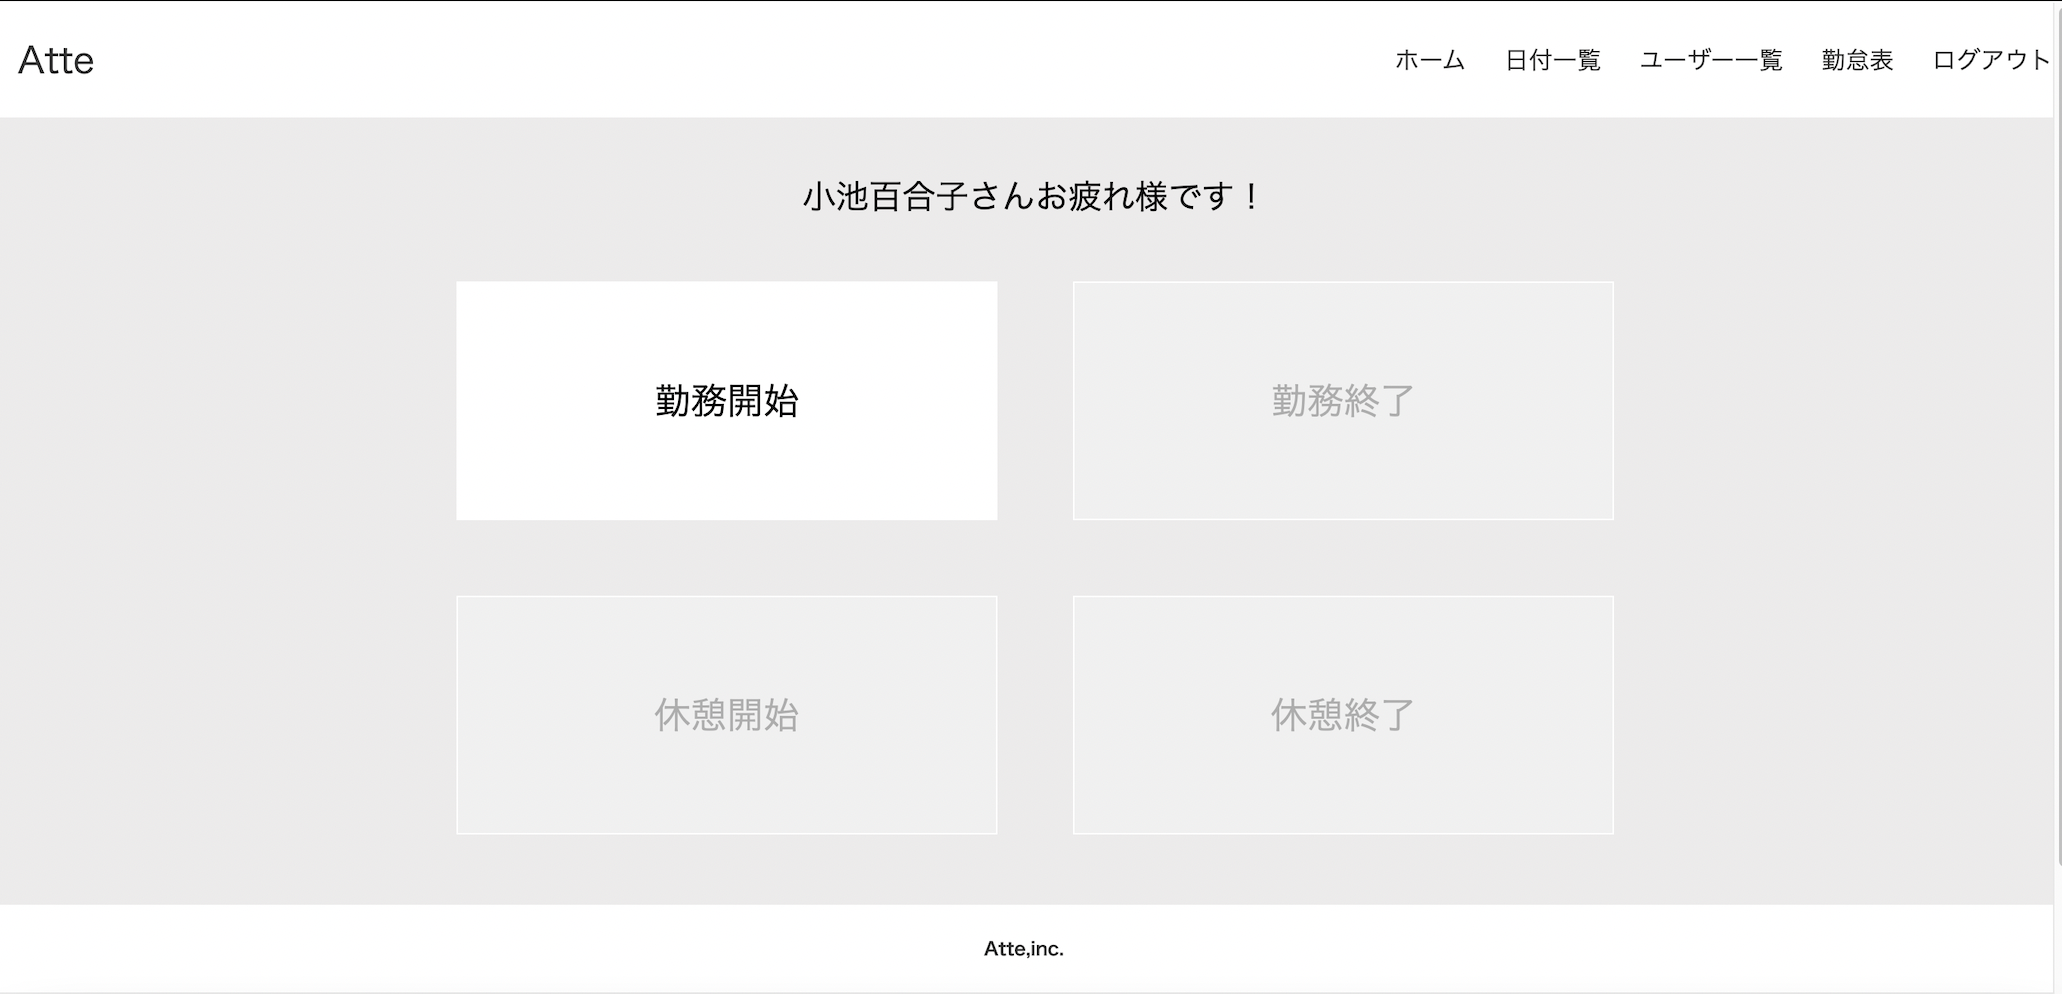 Atte
ホーム 日付一覧 ユーザー一覧 勤怠表 ログアウト
小池百合子さんお疲れ様です！
勤務開始 勤務終了
休憩開始 休憩終了
Atte,inc.